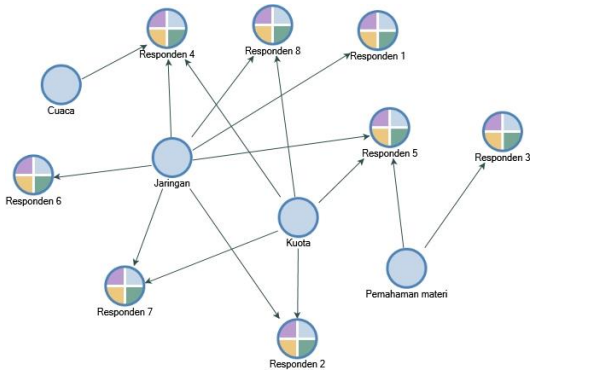 Responden 4
Responden 8
Responden 1
Cuaca
Responden 5
Responden 3
Jaringan
Responden 6
Kuota
Pemahaman materi
Responden 7
Responden 2